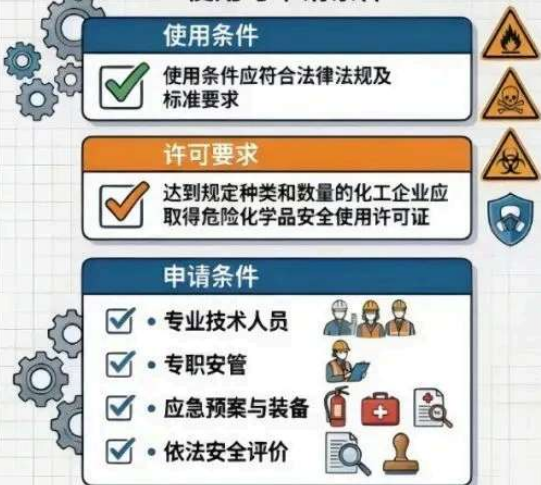 使用条件
使用条件应符合法律法规及
标准要求
许可要求
达到规定种类和数量的化工企业应
取得危险化学品安全使用许可证
申请条件
• 专业技术人员
• 专职安管
• 应急预案与装备
• 依法安全评价